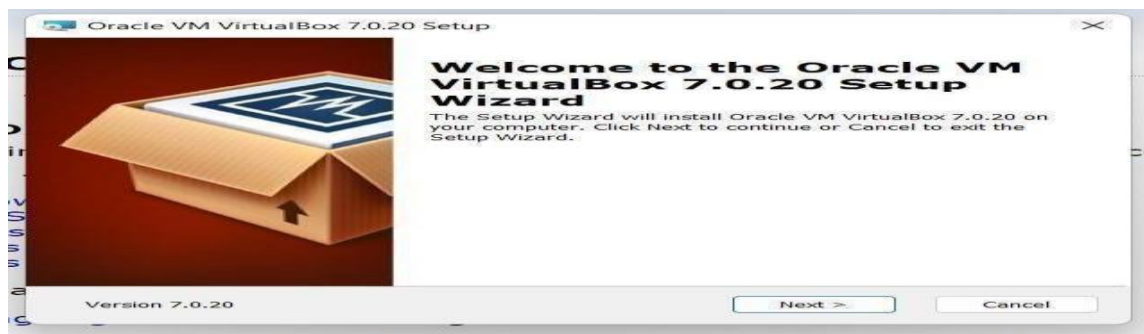 Oracle VM VirtualBox 7.0.20 Setup
Welcome to the Oracle VM
VirtualBox 7.0.20 Setup
Wizard
The Setup Wizard will install Oracle VM VirtualBox 7.0.20 on
your computer. Click Next to continue or Cancel to exit the
Setup Wizard.
Version 7.0.20
Next >
Cancel